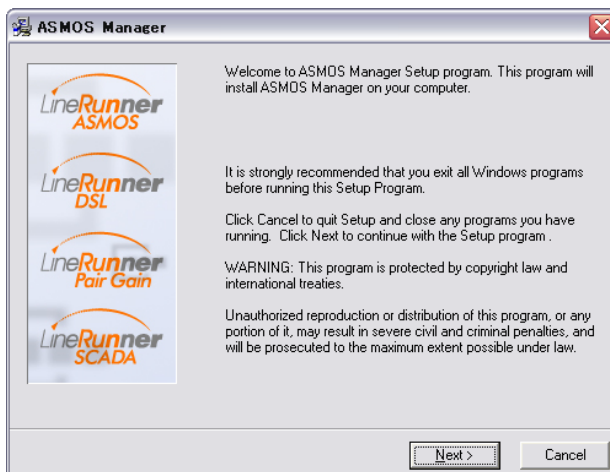 ASMOS Manager
LineRunner
ASMOS
LineRunner
DSL
LineRunner
Pair Gain
LineRunner
SCADA
Welcome to ASMOS Manager Setup program. This program will
install ASMOS Manager on your computer.
It is strongly recommended that you exit all Windows programs
before running this Setup Program.
Click Cancel to quit Setup and close any programs you have
running. Click Next to continue with the Setup program .
WARNING: This program is protected by copyright law and
international treaties.
Unauthorized reproduction or distribution of this program, or any
portion of it, may result in severe civil and criminal penalties, and
will be prosecuted to the maximum extent possible under law.
Next >
Cancel